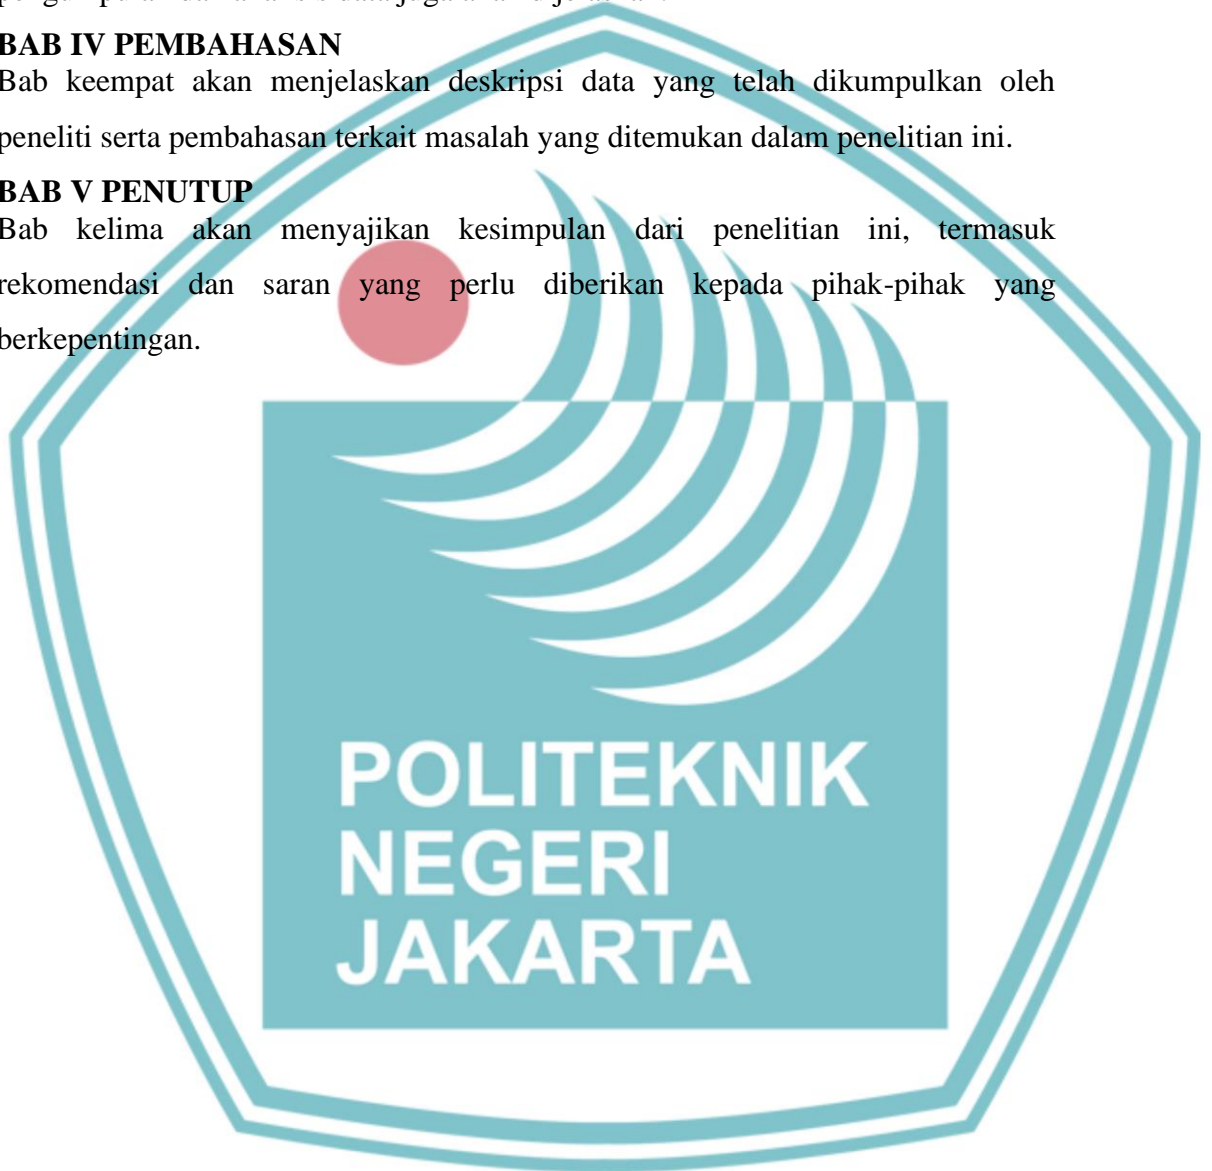 BAB IV PEMBAHASAN
Bab keempat akan menjelaskan deskripsi data yang telah dikumpulkan oleh
peneliti serta pembahasan terkait masalah yang ditemukan dalam penelitian ini.
BAB V PENUTUP
Bab kelima akan menyajikan kesimpulan dari penelitian ini, termasuk
rekomendasi dan saran yang perlu diberikan kepada pihak-pihak yang
berkepentingan.
POLITEKNIK
NEGERI
JAKARTA